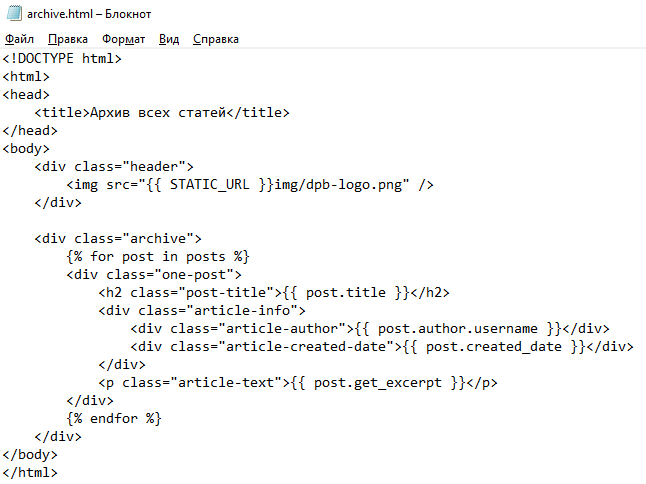 archive.html – Блокнот
Файл Правка Формат Вид Справка
<!DOCTYPE html>
<html>
<head>
    <title>Архив всех статей</title>
</head>
<body>
    <div class="header">
        <img src="{{ STATIC_URL }}img/dpb-logo.png" />
    </div>

    <div class="archive">
        {% for post in posts %}
        <div class="one-post">
            <h2 class="post-title">{{ post.title }}</h2>
            <div class="article-info">
                <div class="article-author">{{ post.author.username }}</div>
                <div class="article-created-date">{{ post.created_date }}</div>
            </div>
            <p class="article-text">{{ post.get_excerpt }}</p>
        </div>
        {% endfor %}
    </div>
</body>
</html>